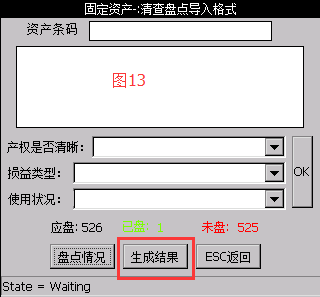 固定资产-:清查盘点导入格式
资产条码
图13
产权是否清晰：
损益类型：
使用状况：
OK
应盘: 526 已盘: 1 未盘: 525
盘点情况 生成结果 ESC返回
State = Waiting